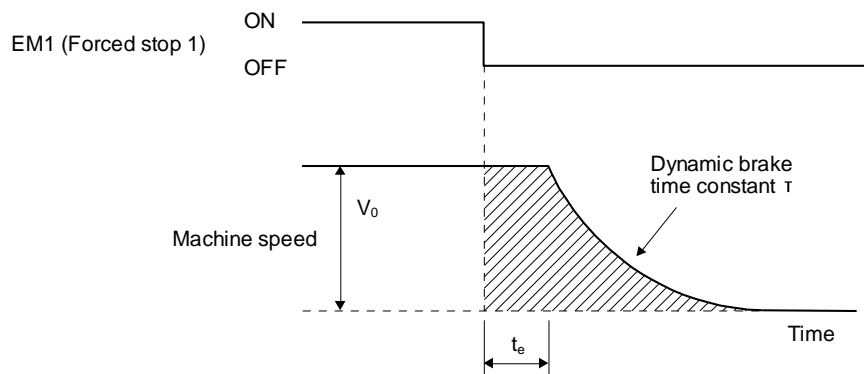 ON
EM1 (Forced stop 1)
OFF
Dynamic brake
time constant τ
V₀
Machine speed
Time
tₑ